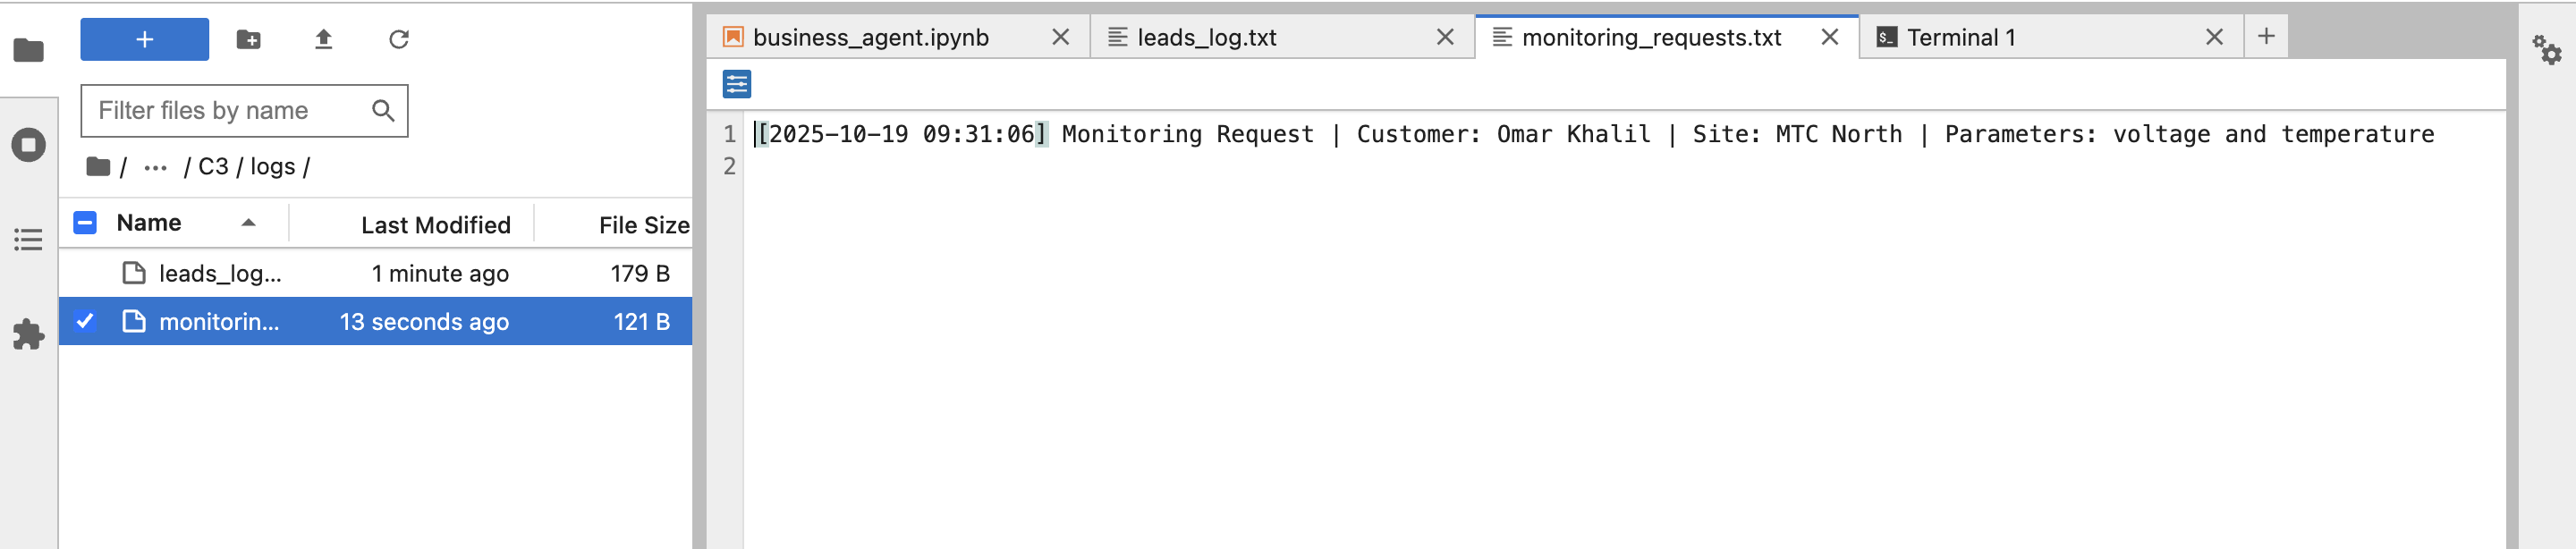 +
Filter files by name
/ ··· / C3 / logs /
Name Last Modified File Size
leads_log... 1 minute ago 179 B
monitorin... 13 seconds ago 121 B
business_agent.ipynb leads_log.txt monitoring_requests.txt $_ Terminal 1 +
1 [2025-10-19 09:31:06] Monitoring Request | Customer: Omar Khalil | Site: MTC North | Parameters: voltage and temperature
2